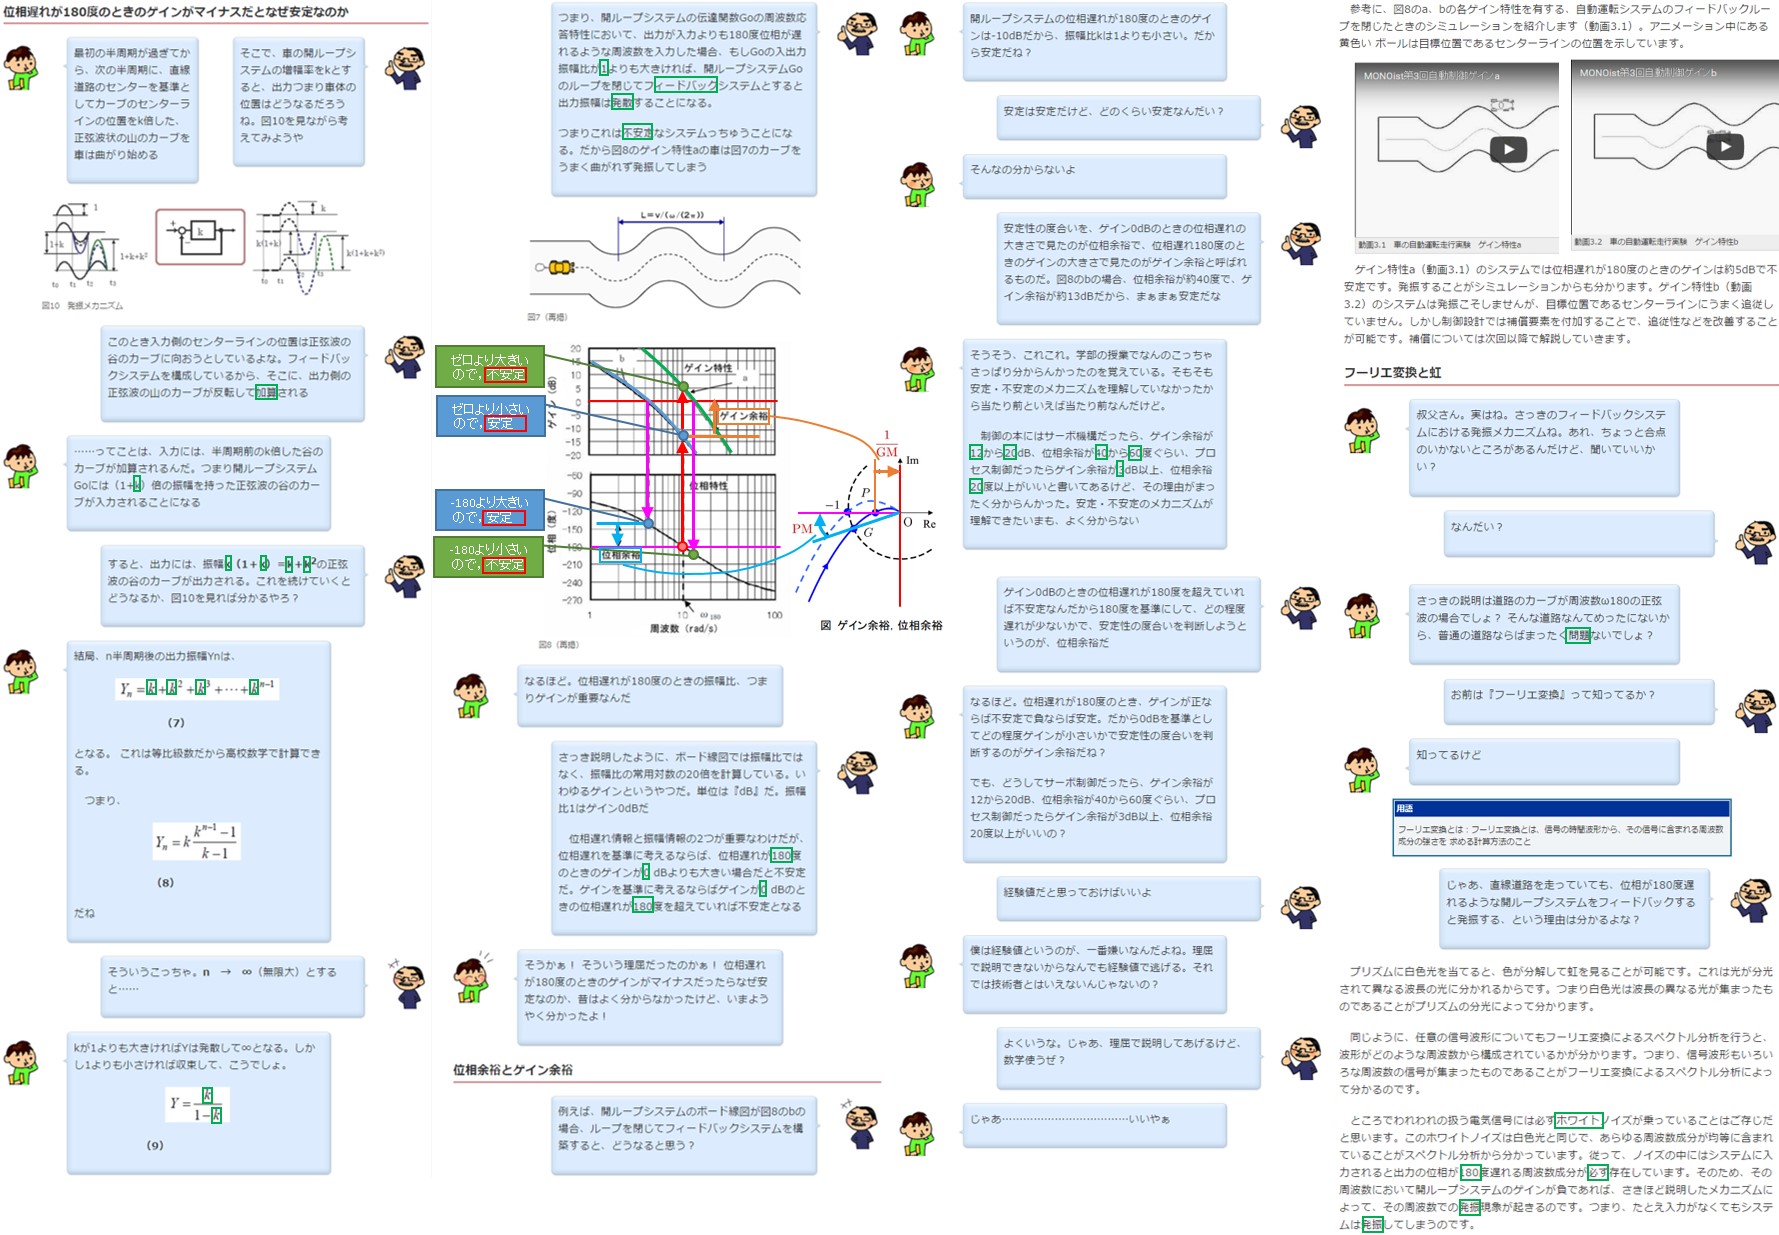 位相遅れが180度のときのゲインがマイナスだとなぜ安定なのか
最初の半周期が過ぎてか
ら、次の半周期に、直線
道路のセンターを基準と
してカーブのセンターラ
インの位置をk倍した、
正弦波状の山のカーブを
車は曲がり始める
そこで、車の開ループシ
ステムの増幅率をkとす
ると、出力つまり車体の
位置はどうなるだろう
ね。図10を見ながら考
えてみようや
1
1+k
1+k+k²
t₀ t₁ t₂ t₃
+
-
k
k
k(1+k)
k(1+k+k²)
t₀ t₁ t₂ t₃
図10 発振メカニズム
このとき入力側のセンターラインの位置は正弦波の
谷のカーブに向おうとしているよな。フィードバッ
クシステムを構成しているから、そこに、出力側の
正弦波の山のカーブが反転して加算される
……ってことは、入力には、半周期前のk倍した谷の
カーブが加算されるんだ。つまり開ループシステム
Goには（1+k）倍の振幅を持った正弦波の谷のカー
ブが入力されることになる
すると、出力には、振幅k（1+k）=k+k²の正弦
波の谷のカーブが出力される。これを続けていくと
どうなるか、図10を見れば分かるやろ？
結局、n半周期後の出力振幅Ynは、
Yₙ = k + k² + k³ + ⋯ + kⁿ⁻¹
（7）
となる。 これは等比級数だから高校数学で計算でき
る。
つまり、
Yₙ = k (kⁿ⁻¹ − 1)/(k − 1)
（8）
だね
そういうこっちゃ。n → ∞（無限大）とする
と……
kが1よりも大きければYは発散して∞となる。しか
し1よりも小さければ収束して、こうでしょ。
Y = k/(1 − k)
（9）
つまり、開ループシステムの伝達関数Goの周波数応
答特性において、出力が入力よりも180度位相が遅
れるような周波数を入力した場合、もしGoの入出力
振幅比が1よりも大きければ、開ループシステムGo
のループを閉じてフィードバックシステムとすると
出力振幅は発散することになる。
つまりこれは不安定なシステムっちゅうことにな
る。だから図8のゲイン特性aの車は図7のカーブを
うまく曲がれず発振してしまう
L=v/(ω/(2π))
図7（再掲）
ゼロより大きい
ので, 不安定
ゼロより小さい
ので, 安定
-180より大きい
ので, 安定
-180より小さい
ので, 不安定
ゲイン（dB）
20
15
10
5
0
-5
-10
-15
-20
b
ゲイン特性
a
ゲイン余裕
位相（度）
-60
-90
-120
-150
-180
-210
-240
-270
位相特性
位相余裕
1 10 100
ω₁₈₀
周波数（rad/s）
図8（再掲）
1/GM
Im
P
−1
O
Re
PM
G
図 ゲイン余裕, 位相余裕
なるほど。位相遅れが180度のときの振幅比、つま
りゲインが重要なんだ
さっき説明したように、ボード線図では振幅比では
なく、振幅比の常用対数の20倍を計算している。い
わゆるゲインというやつだ。単位は『dB』だ。振幅
比1はゲイン0dBだ
位相遅れ情報と振幅情報の2つが重要なわけだが、
位相遅れを基準に考えるならば、位相遅れが180度
のときのゲインが0 dBよりも大きい場合だと不安定
だ。ゲインを基準に考えるならばゲインが0 dBのと
きの位相遅れが180度を超えていれば不安定となる
そうかぁ！ そういう理屈だったのかぁ！ 位相遅れ
が180度のときのゲインがマイナスだったらなぜ安
定なのか、昔はよく分からなかったけど、いまよう
やく分かったよ！
位相余裕とゲイン余裕
例えば、開ループシステムのボード線図が図8のbの
場合、ループを閉じてフィードバックシステムを構
築すると、どうなると思う？
開ループシステムの位相遅れが180度のときのゲイ
ンは-10dBだから、振幅比kは1よりも小さい。だか
ら安定だね？
安定は安定だけど、どのくらい安定なんだい？
そんなの分からないよ
安定性の度合いを、ゲイン0dBのときの位相遅れの
大きさで見たのが位相余裕で、位相遅れ180度のと
きのゲインの大きさで見たのがゲイン余裕と呼ばれ
るものだ。図8のbの場合、位相余裕が約40度で、ゲ
イン余裕が約13dBだから、まぁまぁ安定だな
そうそう、これこれ。学部の授業でなんのこっちゃ
さっぱり分からんかったのを覚えている。そもそも
安定・不安定のメカニズムを理解していなかったか
ら当たり前といえば当たり前なんだけど。
制御の本にはサーボ機構だったら、ゲイン余裕が
12から20dB、位相余裕が40から60度ぐらい、プロ
セス制御だったらゲイン余裕が3dB以上、位相余裕
20度以上がいいと書いてあるけど、その理由がまっ
たく分からんかった。安定・不安定のメカニズムが
理解できたいまも、よく分からない
ゲイン0dBのときの位相遅れが180度を超えていれ
ば不安定なんだから180度を基準にして、どの程度
遅れが少ないかで、安定性の度合いを判断しようと
いうのが、位相余裕だ
なるほど。位相遅れが180度のとき、ゲインが正な
らば不安定で負ならば安定。だから0dBを基準とし
てどの程度ゲインが小さいかで安定性の度合いを判
断するのがゲイン余裕だね？
でも、どうしてサーボ制御だったら、ゲイン余裕が
12から20dB、位相余裕が40から60度ぐらい、プロ
セス制御だったらゲイン余裕が3dB以上、位相余裕
20度以上がいいの？
経験値だと思っておけばいいよ
僕は経験値というのが、一番嫌いなんだよね。理屈
で説明できないからなんでも経験値で逃げる。それ
では技術者とはいえないんじゃないの？
よくいうな。じゃあ、理屈で説明してあげるけど、
数学使うぜ？
じゃあ………………………………いいやぁ
参考に、図8のa、bの各ゲイン特性を有する、自動運転システムのフィードバックルー
プを閉じたときのシミュレーションを紹介します（動画3.1）。アニメーション中にある
黄色い ボールは目標位置であるセンターラインの位置を示しています。
MONOist第3回自動制御ゲインa
動画3.1 車の自動運転走行実験 ゲイン特性a
MONOist第3回自動制御ゲインb
動画3.2 車の自動運転走行実験 ゲイン特性b
ゲイン特性a（動画3.1）のシステムでは位相遅れが180度のときのゲインは約5dBで不
安定です。発振することがシミュレーションからも分かります。ゲイン特性b（動画
3.2）のシステムは発振こそしませんが、目標位置であるセンターラインにうまく追従し
ていません。しかし制御設計では補償要素を付加することで、追従性などを改善すること
が可能です。補償については次回以降で解説していきます。
フーリエ変換と虹
叔父さん。実はね。さっきのフィードバックシステ
ムにおける発振メカニズムね。あれ、ちょっと合点
のいかないところがあるんだけど、聞いていいか
い？
なんだい？
さっきの説明は道路のカーブが周波数ω180の正弦
波の場合でしょ？ そんな道路なんてめったにないか
ら、普通の道路ならばまったく問題ないでしょ？
お前は『フーリエ変換』って知ってるか？
知ってるけど
用語
フーリエ変換とは：フーリエ変換とは、信号の時間波形から、その信号に含まれる周波数
成分の強さを 求める計算方法のこと
じゃあ、直線道路を走っていても、位相が180度遅
れるような開ループシステムをフィードバックする
と発振する、という理由は分かるよな？
プリズムに白色光を当てると、色が分解して虹を見ることが可能です。これは光が分光
されて異なる波長の光に分かれるからです。つまり白色光は波長の異なる光が集まったも
のであることがプリズムの分光によって分かります。
同じように、任意の信号波形についてもフーリエ変換によるスペクトル分析を行うと、
波形がどのような周波数から構成されているかが分かります。つまり、信号波形もいろい
ろな周波数の信号が集まったものであることがフーリエ変換によるスペクトル分析によっ
て分かるのです。
ところでわれわれの扱う電気信号には必ずホワイトノイズが乗っていることはご存じだ
と思います。このホワイトノイズは白色光と同じで、あらゆる周波数成分が均等に含まれ
ていることがスペクトル分析から分かっています。従って、ノイズの中にはシステムに入
力されると出力の位相が180度遅れる周波数成分が必ず存在しています。そのため、その
周波数において開ループシステムのゲインが負であれば、さきほど説明したメカニズムに
よって、その周波数での発振現象が起きるのです。つまり、たとえ入力がなくてもシステ
ムは発振してしまうのです。